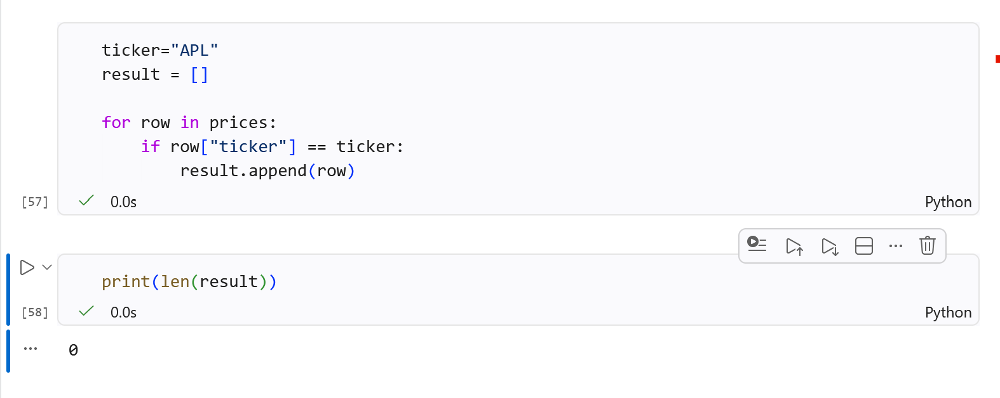 ticker="APL"
result = []
for row in prices:
    if row["ticker"] == ticker:
        result.append(row)
[57] 0.0s Python
print(len(result))
[58] 0.0s Python
0